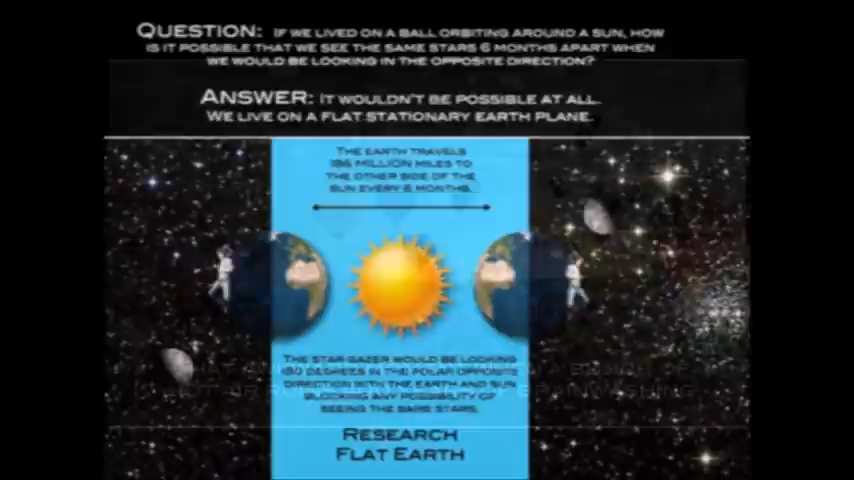 QUESTION: IF WE LIVED ON A BALL ORBITING AROUND A SUN, HOW
IS IT POSSIBLE THAT WE SEE THE SAME STARS 6 MONTHS APART WHEN
WE WOULD BE LOOKING IN THE OPPOSITE DIRECTION?
ANSWER: IT WOULDN'T BE POSSIBLE AT ALL.
WE LIVE ON A FLAT STATIONARY EARTH PLANE.
THE EARTH TRAVELS
186 MILLION MILES TO
THE OTHER SIDE OF THE
SUN EVERY 6 MONTHS.
THE STAR GAZER WOULD BE LOOKING
180 DEGREES IN THE POLAR OPPOSITE
DIRECTION WITH THE EARTH AND SUN
BLOCKING ANY POSSIBILITY OF
SEEING THE SAME STARS.
RESEARCH
FLAT EARTH